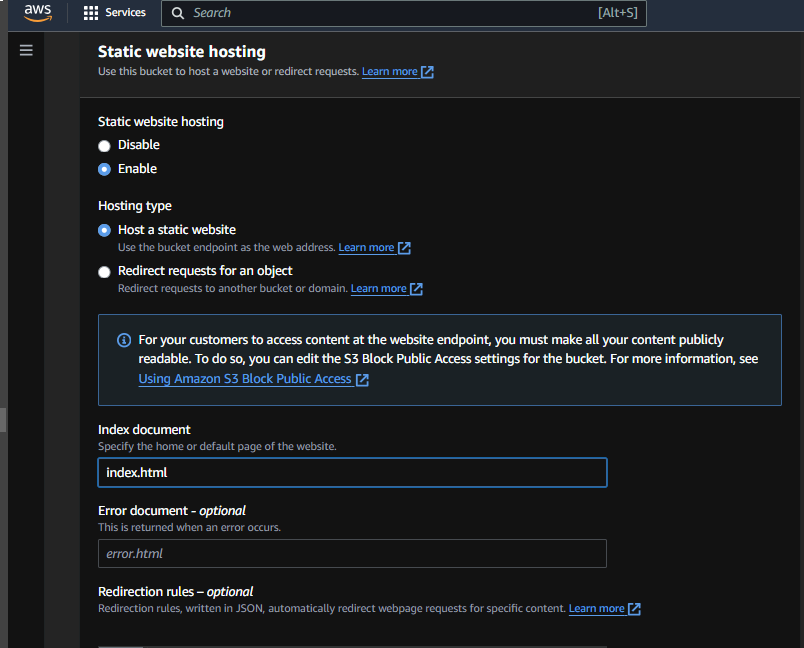 aws Services Search [Alt+S]
Static website hosting
Use this bucket to host a website or redirect requests. Learn more
Static website hosting
Disable
Enable
Hosting type
Host a static website
Use the bucket endpoint as the web address. Learn more
Redirect requests for an object
Redirect requests to another bucket or domain. Learn more
For your customers to access content at the website endpoint, you must make all your content publicly
readable. To do so, you can edit the S3 Block Public Access settings for the bucket. For more information, see
Using Amazon S3 Block Public Access
Index document
Specify the home or default page of the website.
index.html
Error document - optional
This is returned when an error occurs.
error.html
Redirection rules – optional
Redirection rules, written in JSON, automatically redirect webpage requests for specific content. Learn more